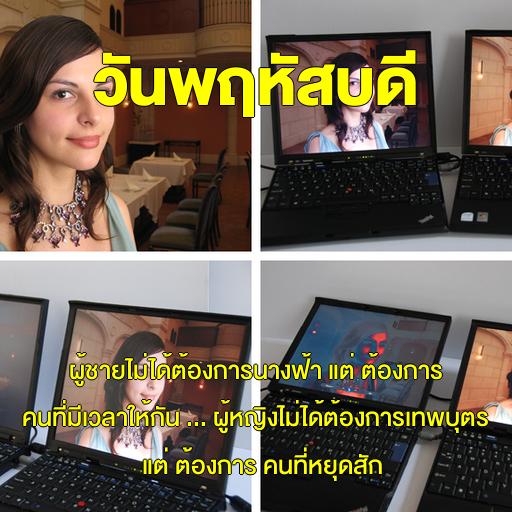 วันพฤหัสบดี
ผู้ชายไม่ได้ต้องการนางฟ้า แต่ ต้องการ
คนที่มีเวลาให้กัน ... ผู้หญิงไม่ได้ต้องการเทพบุตร
แต่ ต้องการ คนที่หยุดสัก